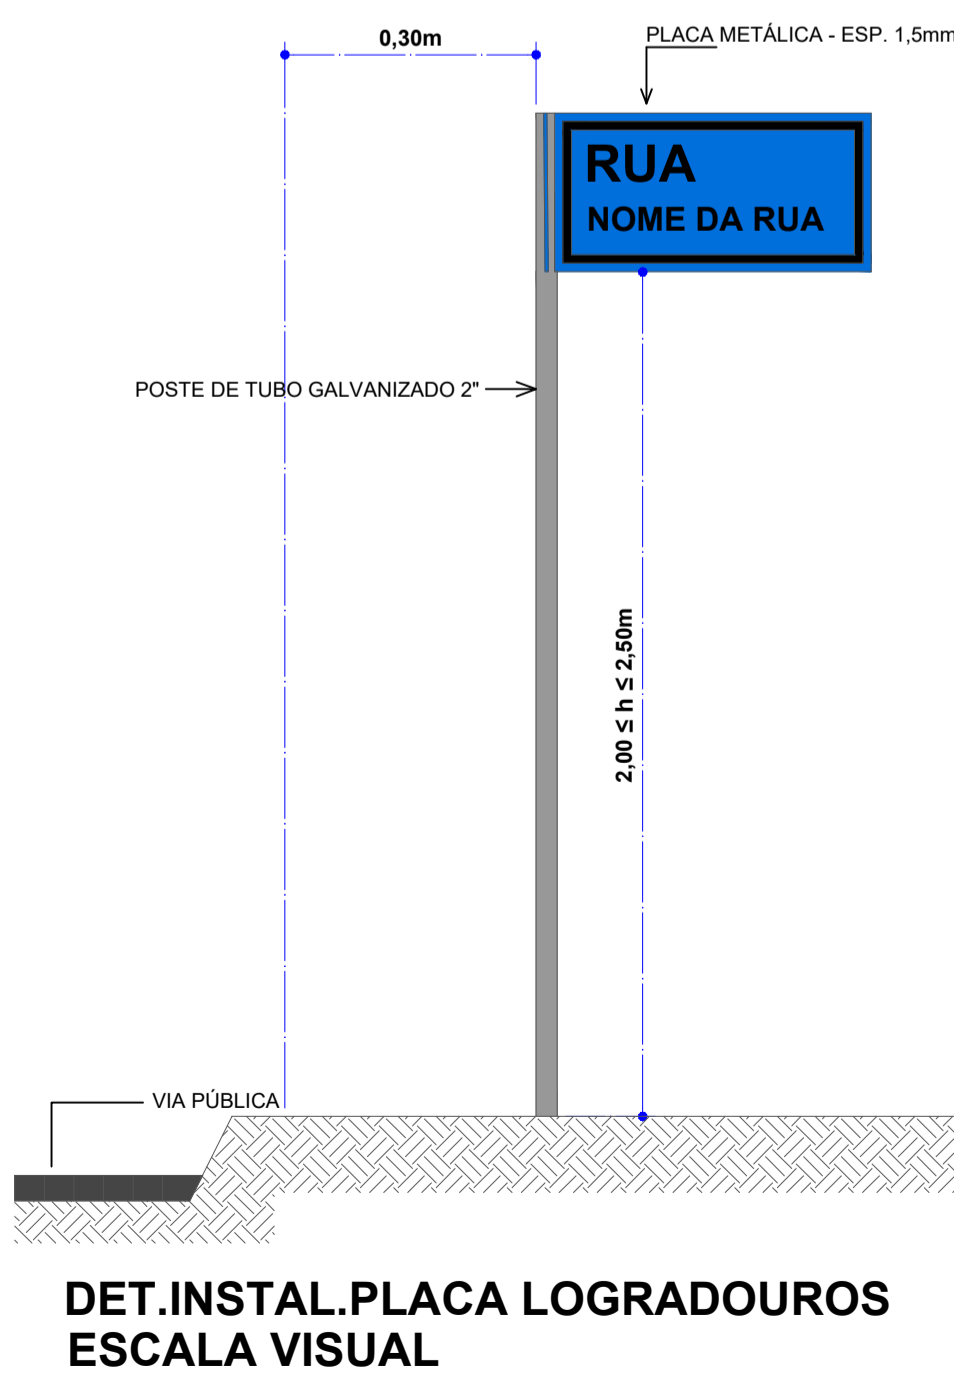 0,30m
PLACA METÁLICA - ESP. 1,5mm
RUA
NOME DA RUA
POSTE DE TUBO GALVANIZADO 2"
2,00 ≤ h ≤ 2,50m
VIA PÚBLICA
DET.INSTAL.PLACA LOGRADOUROS
ESCALA VISUAL